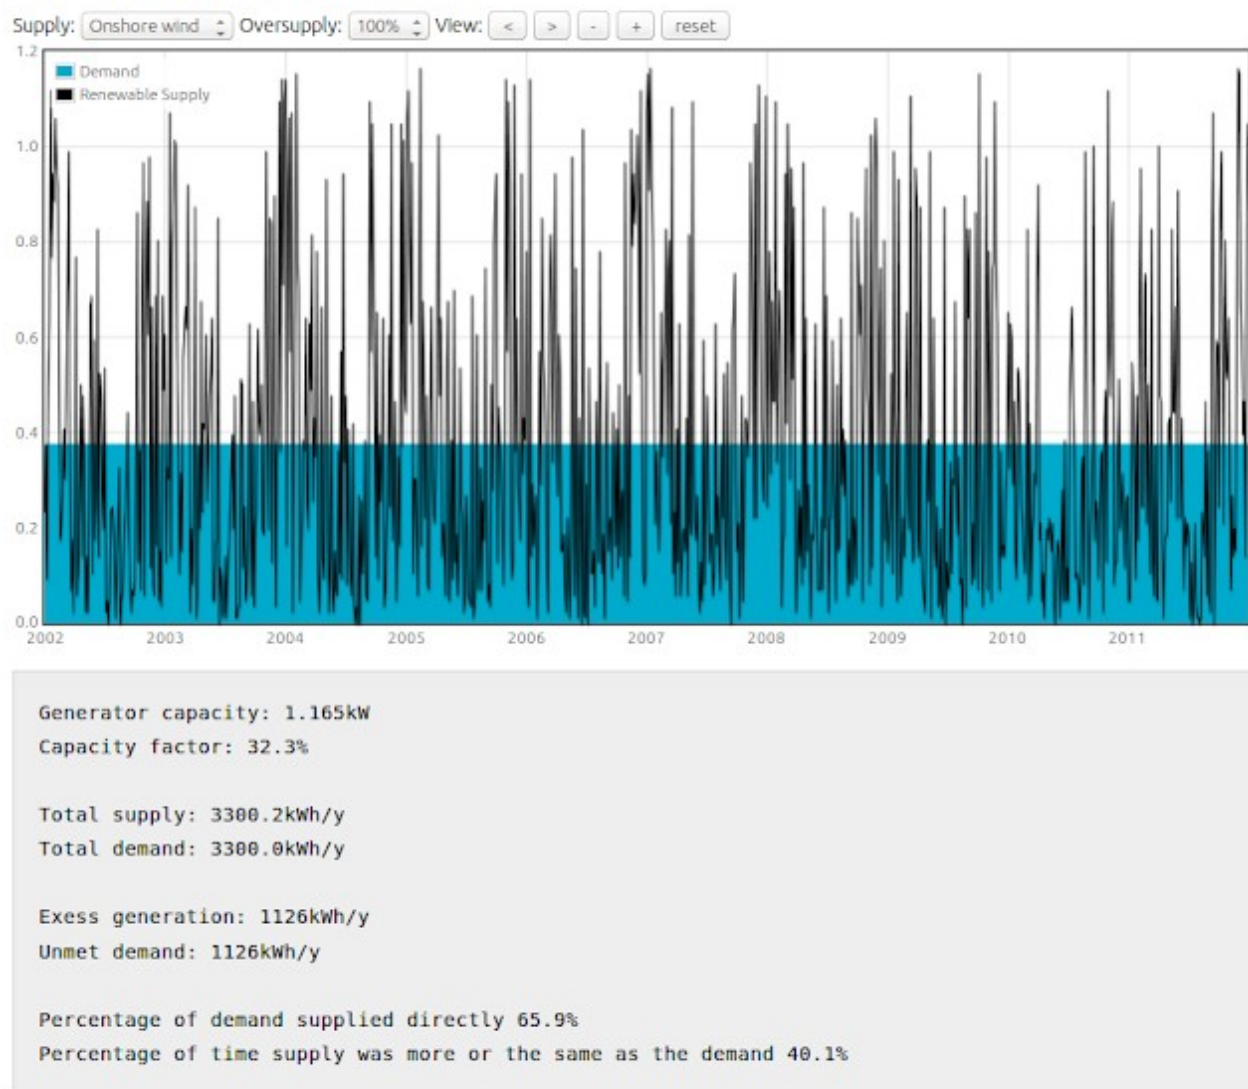 Supply: Onshore wind Oversupply: 100% View: < > - + reset
1.2
Demand
Renewable Supply
1.0
0.8
0.6
0.4
0.2
0.0
2002 2003 2004 2005 2006 2007 2008 2009 2010 2011
Generator capacity: 1.165kW
Capacity factor: 32.3%
Total supply: 3300.2kWh/y
Total demand: 3300.0kWh/y
Exess generation: 1126kWh/y
Unmet demand: 1126kWh/y
Percentage of demand supplied directly 65.9%
Percentage of time supply was more or the same as the demand 40.1%